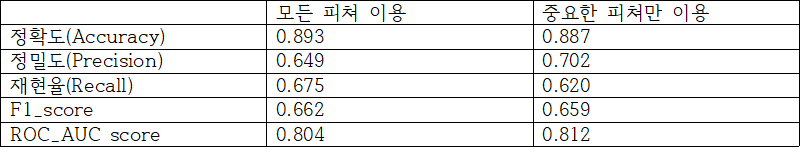 모든 피쳐 이용 중요한 피쳐만 이용
정확도(Accuracy) 0.893 0.887
정밀도(Precision) 0.649 0.702
재현율(Recall) 0.675 0.620
F1_score 0.662 0.659
ROC_AUC score 0.804 0.812